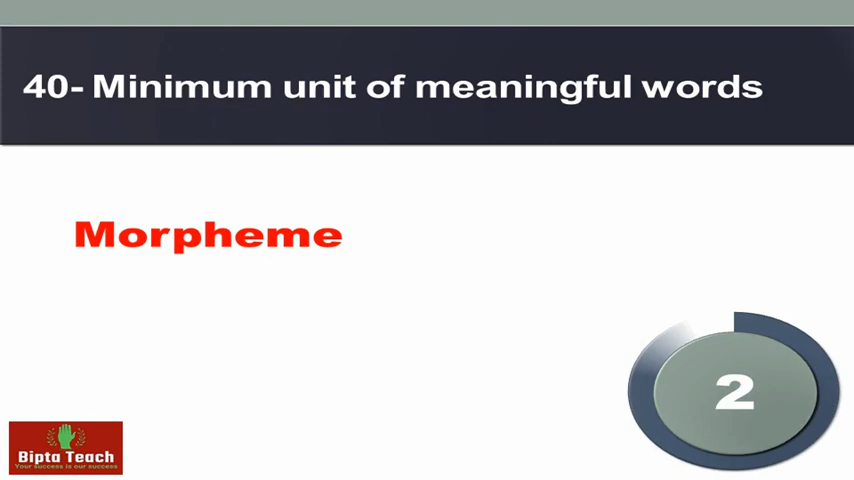 40- Minimum unit of meaningful words
Morpheme
2
Bipta Teach
Your success is our success